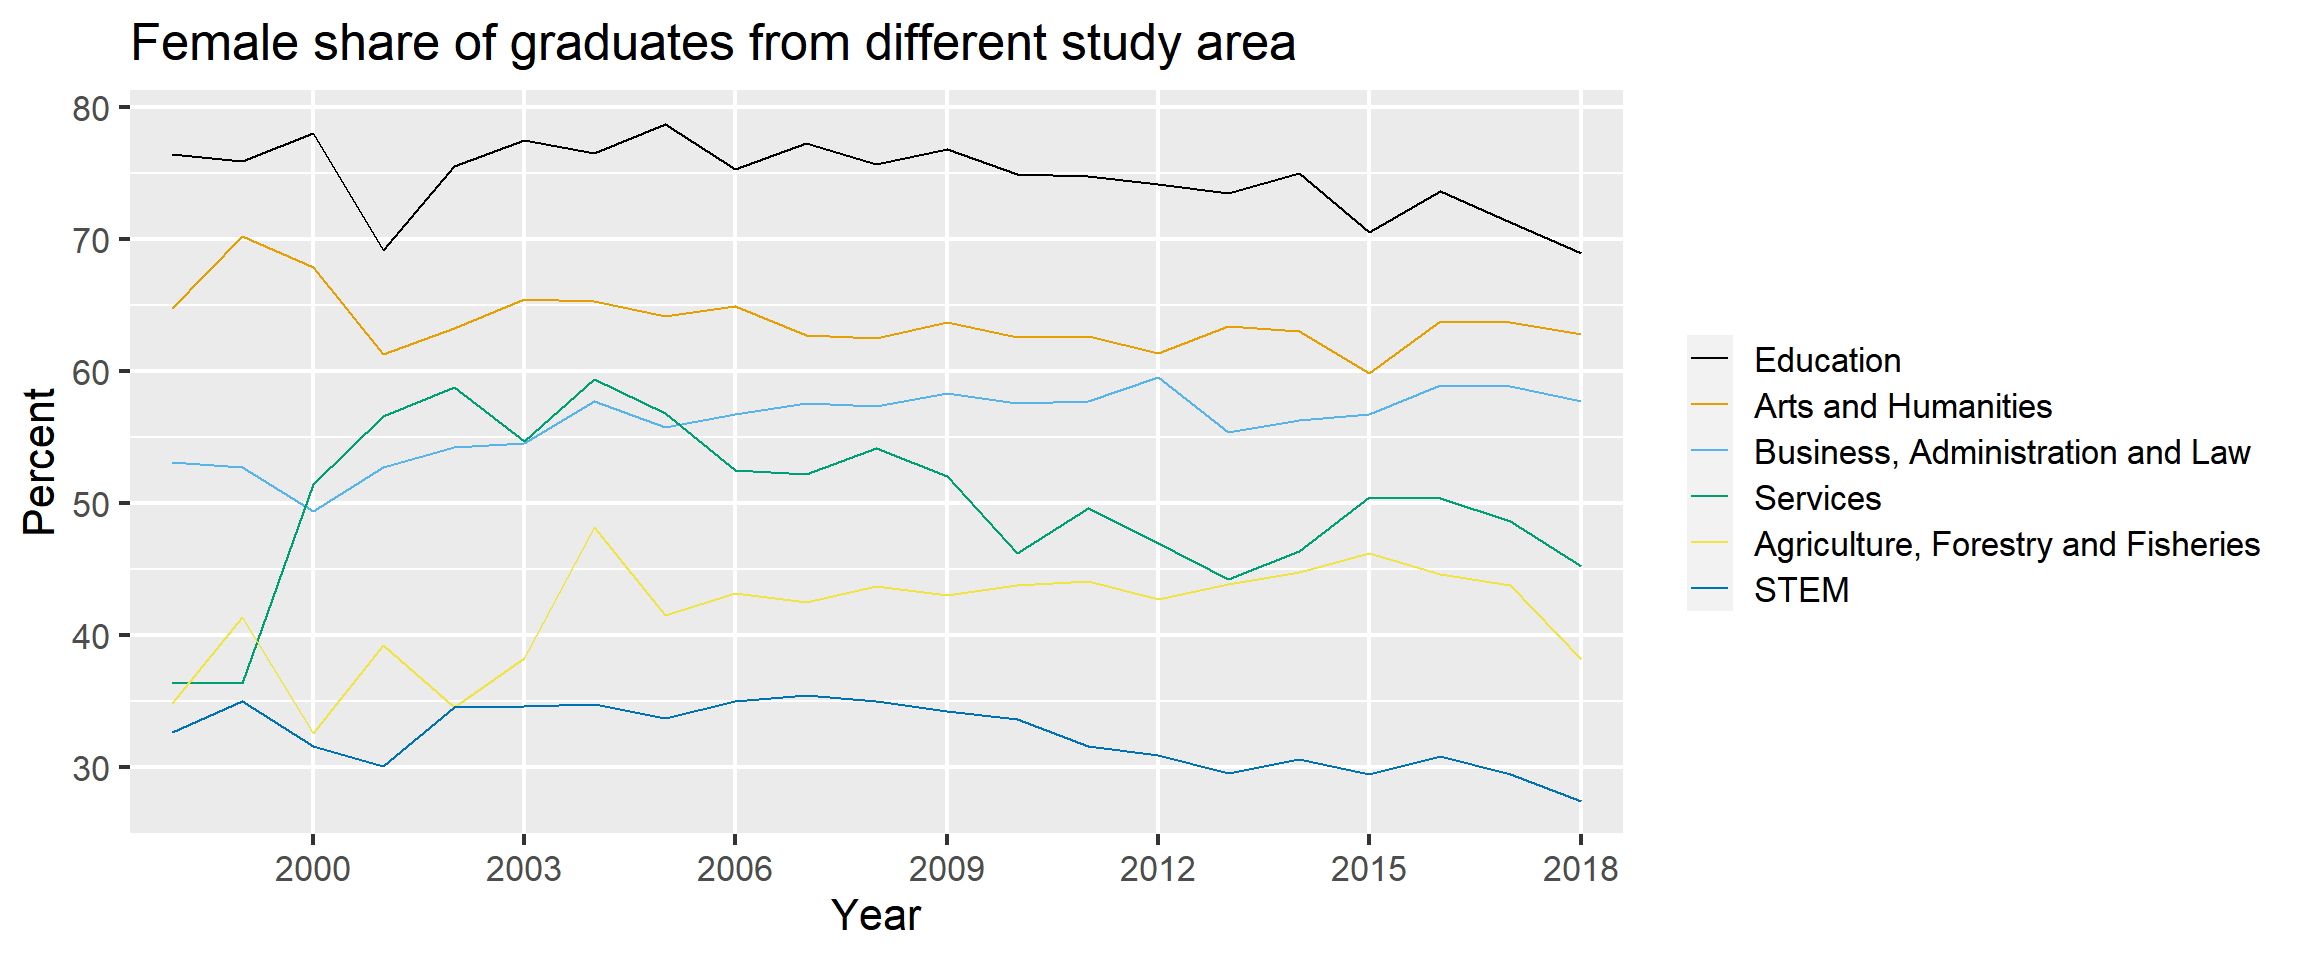 Female share of graduates from different study area
80
70
60
50
40
30
Percent
2000 2003 2006 2009 2012 2015 2018
Year
Education
Arts and Humanities
Business, Administration and Law
Services
Agriculture, Forestry and Fisheries
STEM